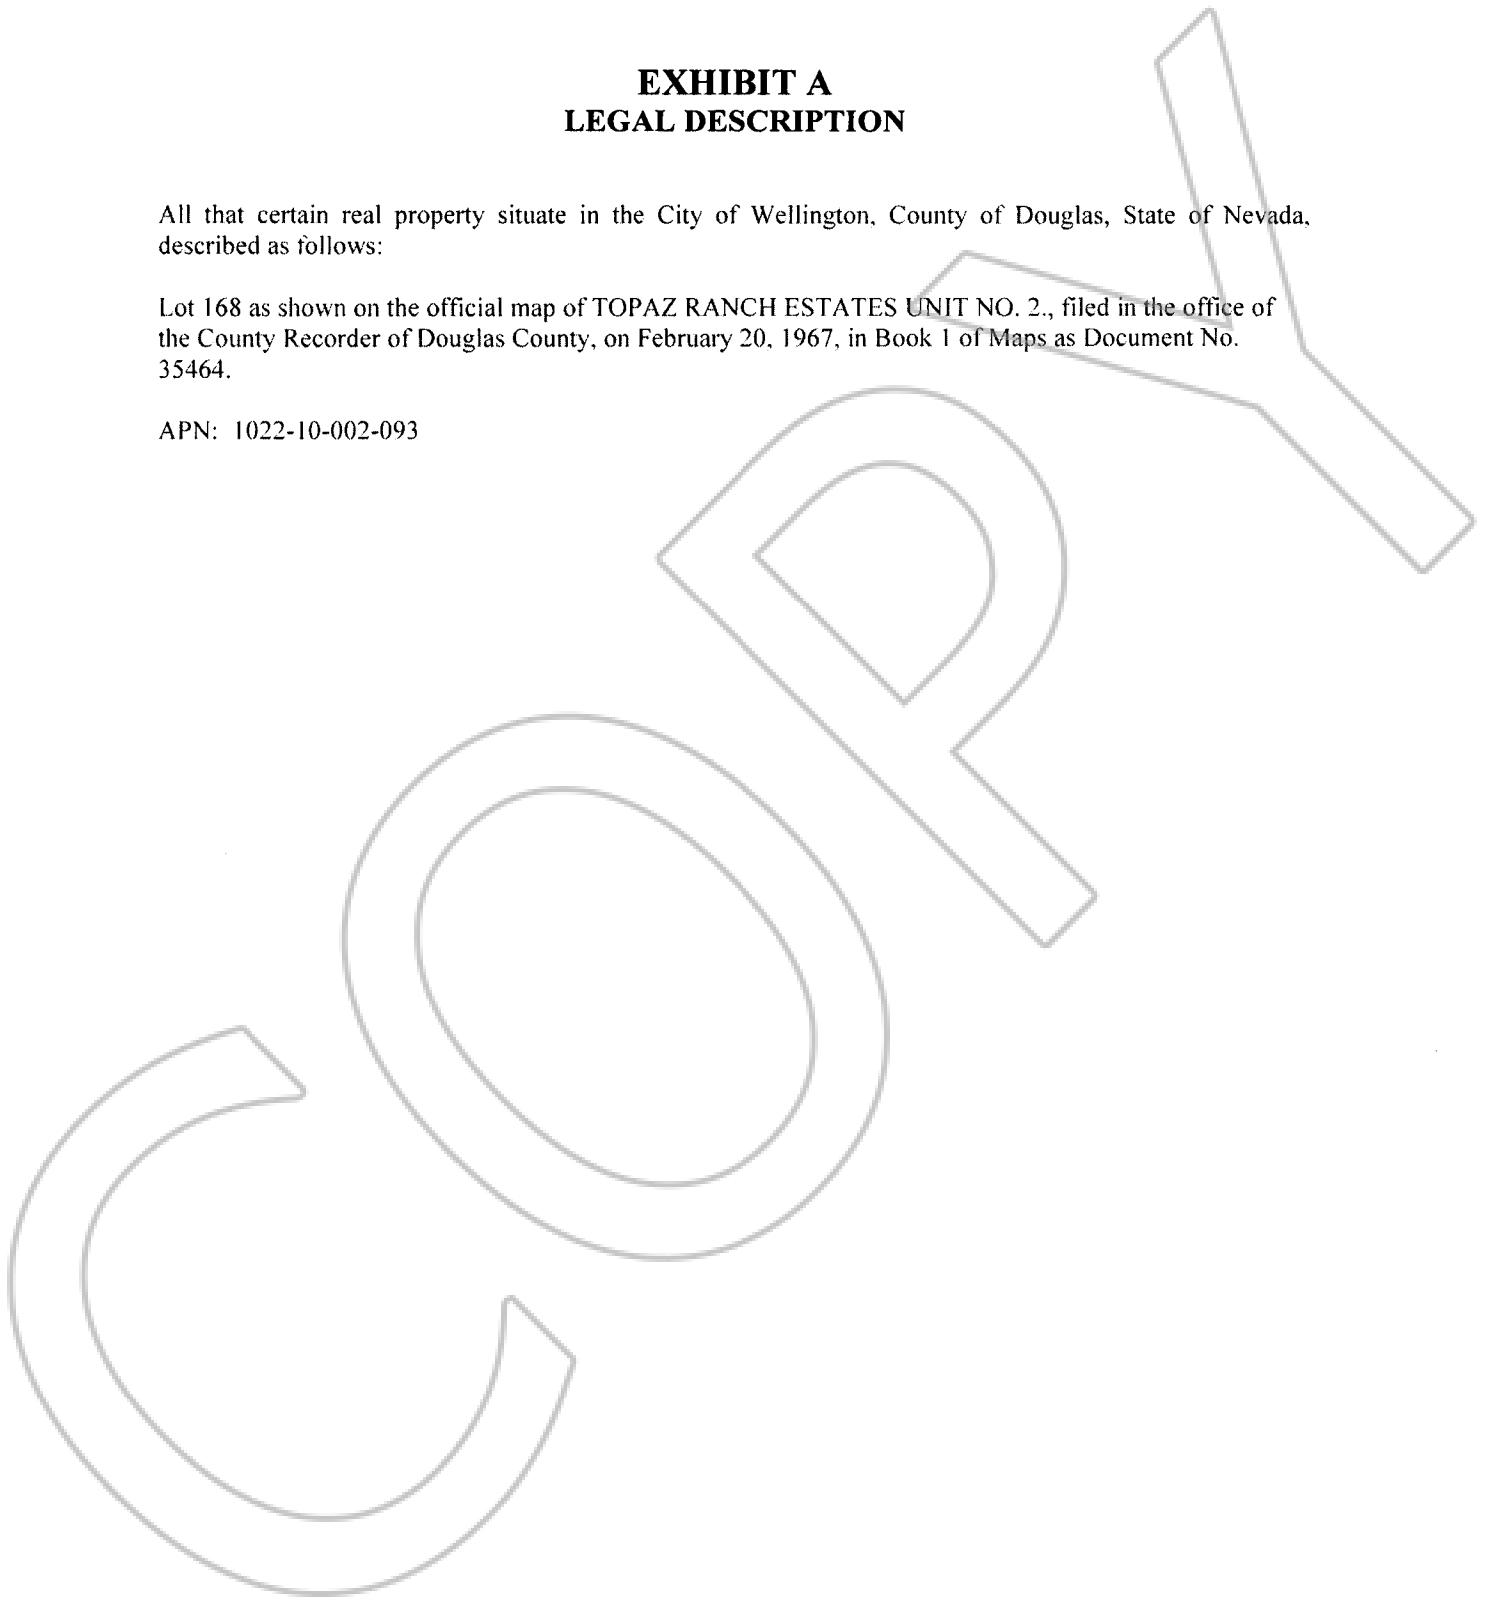 EXHIBIT A
LEGAL DESCRIPTION
All that certain real property situate in the City of Wellington, County of Douglas, State of Nevada,
described as follows:
Lot 168 as shown on the official map of TOPAZ RANCH ESTATES UNIT NO. 2., filed in the office of
the County Recorder of Douglas County, on February 20, 1967, in Book 1 of Maps as Document No.
35464.
APN: 1022-10-002-093
COPY